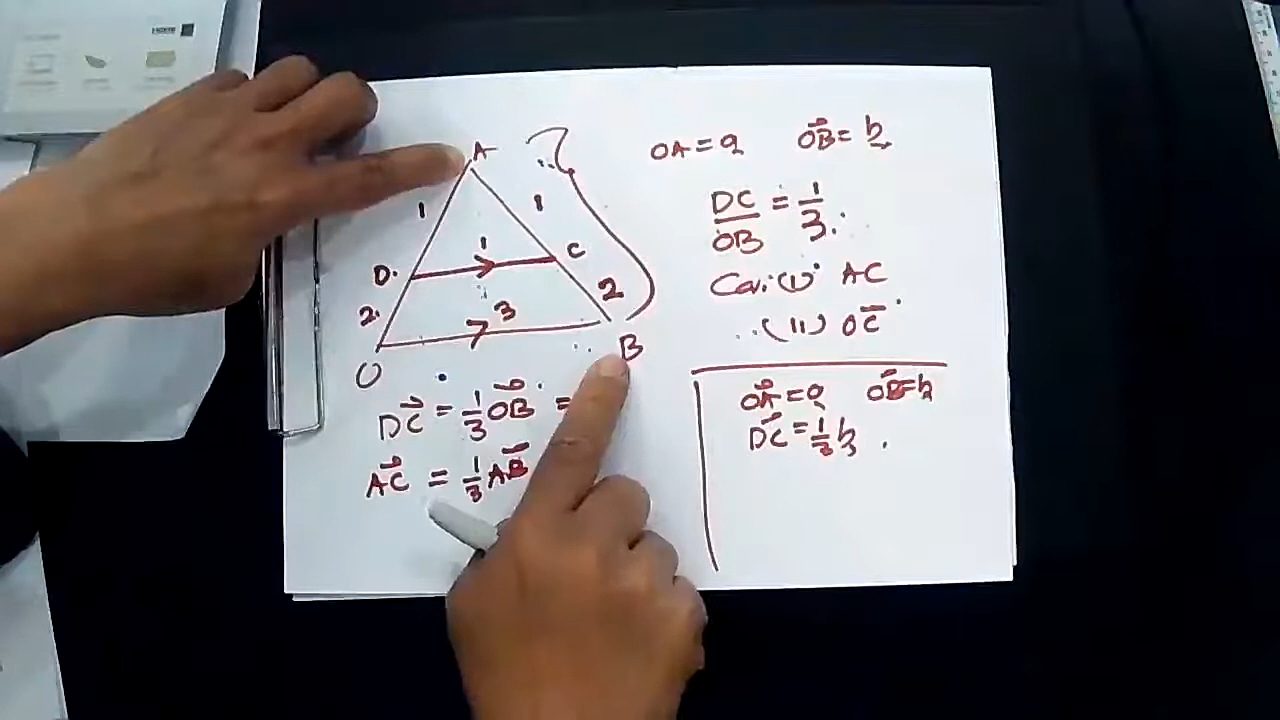 A
1
1
D.
1
C
2.
3
2
O
B
DC = 1/3 OB =
AC = 1/3 AB
OA = a OB = b
DC/OB = 1/3.
Cari (i) AC
(ii) OC
OA = a OB = b
DC = 1/3 b